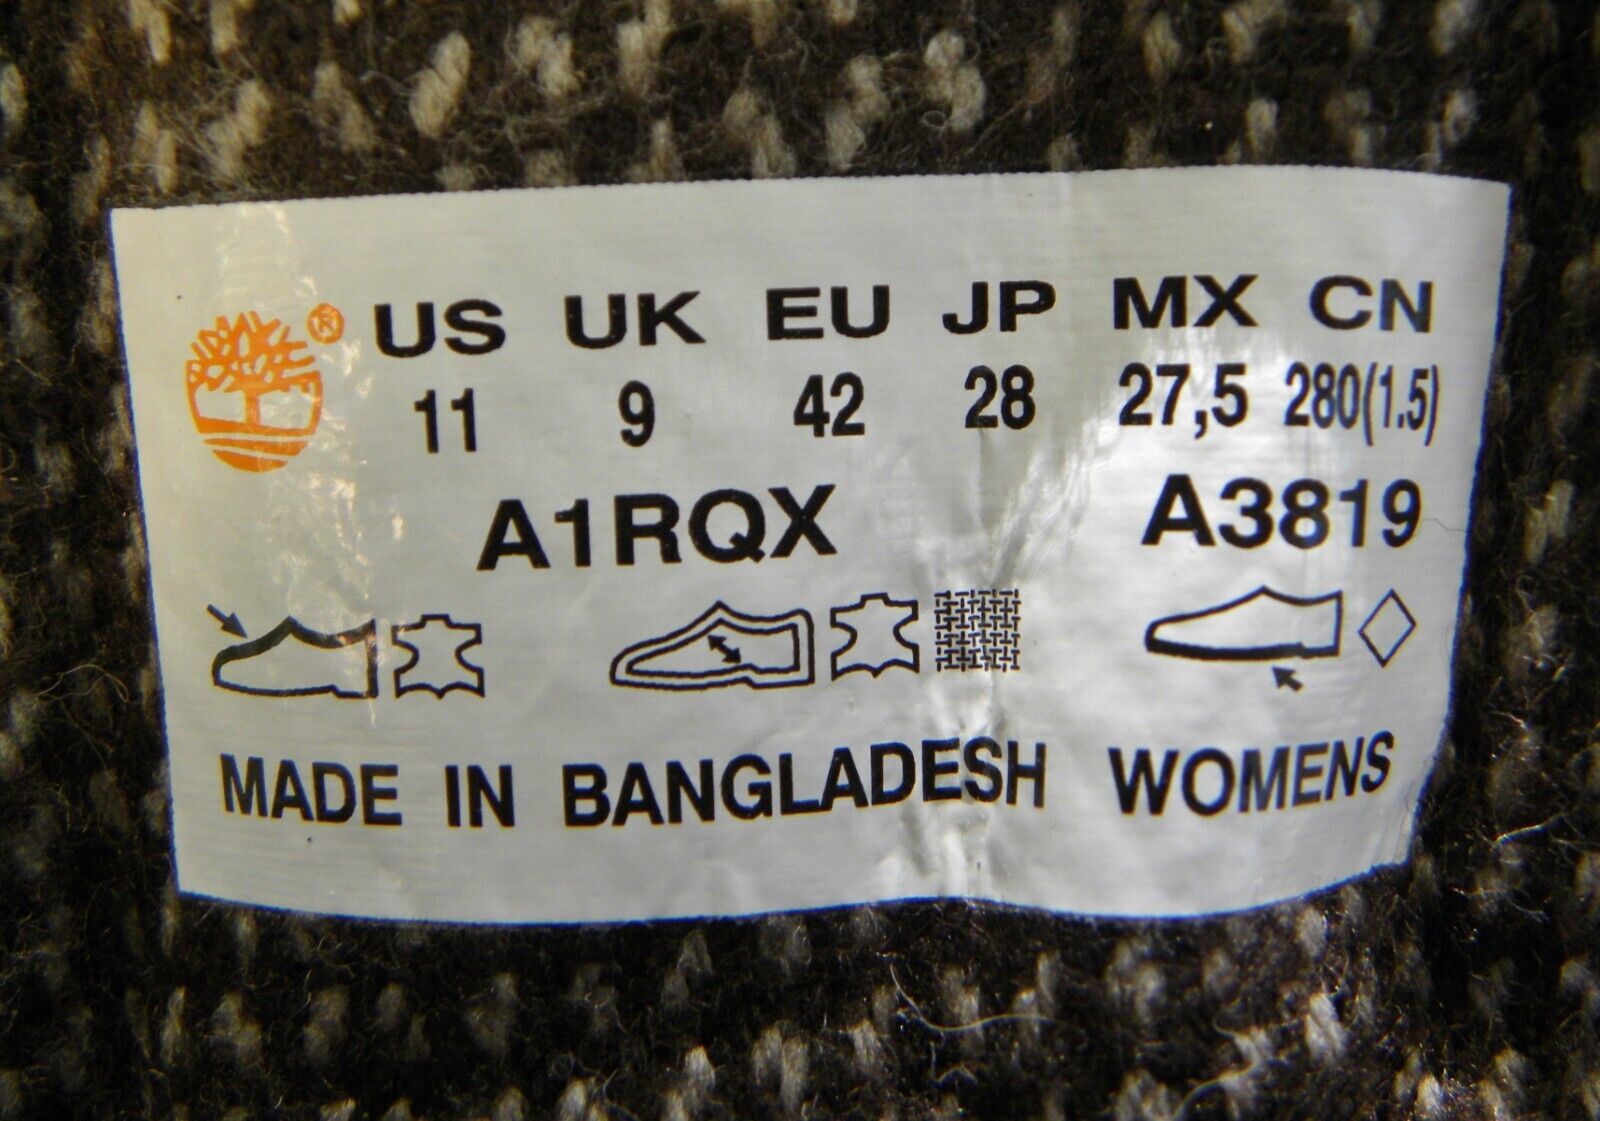 ® US UK EU JP MX CN
11 9 42 28 27,5 280(1.5)
A1RQX A3819
MADE IN BANGLADESH WOMENS